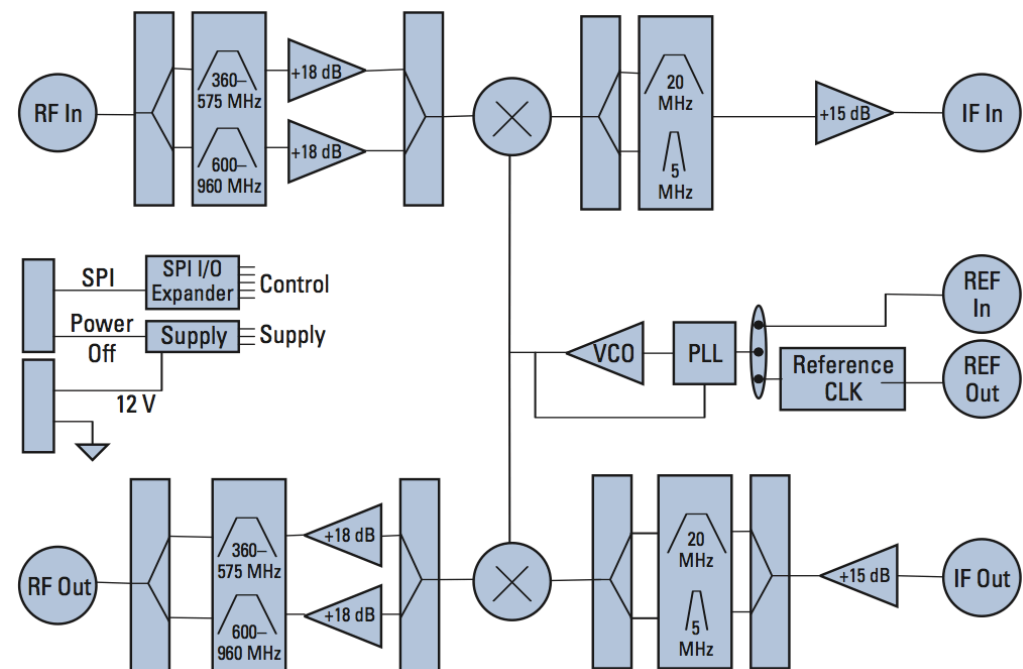 RF In
360–
575 MHz
600–
960 MHz
+18 dB
+18 dB
20
MHz
5
MHz
+15 dB
IF In
SPI
SPI I/O
Expander
Control
Power
Off
Supply
Supply
12 V
VCO
PLL
Reference
CLK
REF
In
REF
Out
RF Out
360–
575 MHz
600–
960 MHz
+18 dB
+18 dB
20
MHz
5
MHz
+15 dB
IF Out